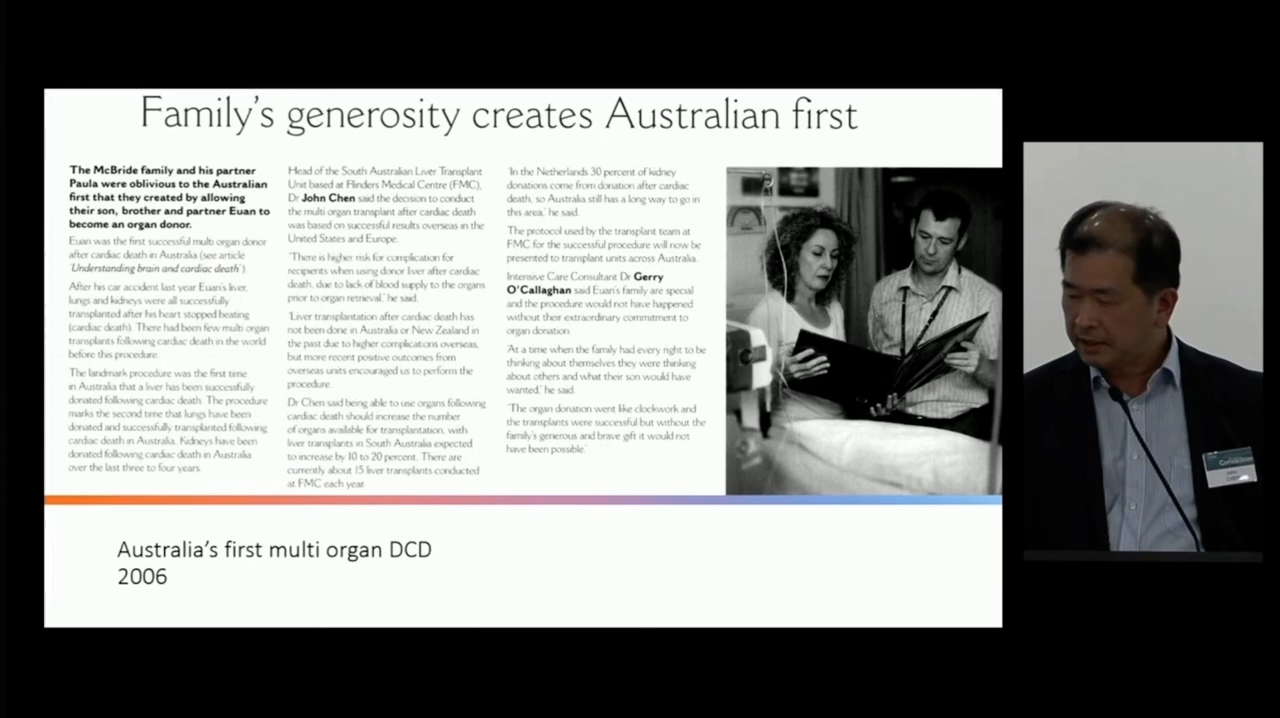 Family's generosity creates Australian first
The McBride family and his partner
Paula were oblivious to the Australian
first that they created by allowing
their son, brother and partner Euan to
become an organ donor.
Euan was the first successful multi organ donor
after cardiac death in Australia (see article
'Understanding brain and cardiac death').
After his car accident last year Euan's liver,
lungs and kidneys were all successfully
transplanted after his heart stopped beating
(cardiac death). There had been few multi organ
transplants following cardiac death in the world
before this procedure.
The landmark procedure was the first time
in Australia that a liver has been successfully
donated following cardiac death. The procedure
marks the second time that lungs have been
donated and successfully transplanted following
cardiac death in Australia. Kidneys have been
donated following cardiac death in Australia
over the last three to four years.
Head of the South Australian Liver Transplant
Unit based at Flinders Medical Centre (FMC),
Dr John Chen said the decision to conduct
the multi organ transplant after cardiac death
was based on successful results overseas in the
United States and Europe.
'There is higher risk for complication for
recipients when using donor liver after cardiac
death, due to lack of blood supply to the organs
prior to organ retrieval,' he said.
'Liver transplantation after cardiac death has
not been done in Australia or New Zealand in
the past due to higher complications overseas,
but more recent positive outcomes from
overseas units encouraged us to perform the
procedure.
Dr Chen said being able to use organs following
cardiac death should increase the number
of organs available for transplantation, with
liver transplants in South Australia expected
to increase by 10 to 20 percent. There are
currently about 15 liver transplants conducted
at FMC each year.
'In the Netherlands 30 percent of kidney
donations come from donation after cardiac
death, so Australia still has a long way to go in
this area,' he said.
The protocol used by the transplant team at
FMC for the successful procedure will now be
presented to transplant units across Australia.
Intensive Care Consultant Dr Gerry
O'Callaghan said Euan's family are special
and the procedure would not have happened
without their extraordinary commitment to
organ donation.
'At a time when the family had every right to be
thinking about themselves they were thinking
about others and what their son would have
wanted,' he said.
'The organ donation went like clockwork and
the transplants were successful but without the
family's generous and brave gift it would not
have been possible.'
Australia's first multi organ DCD
2006